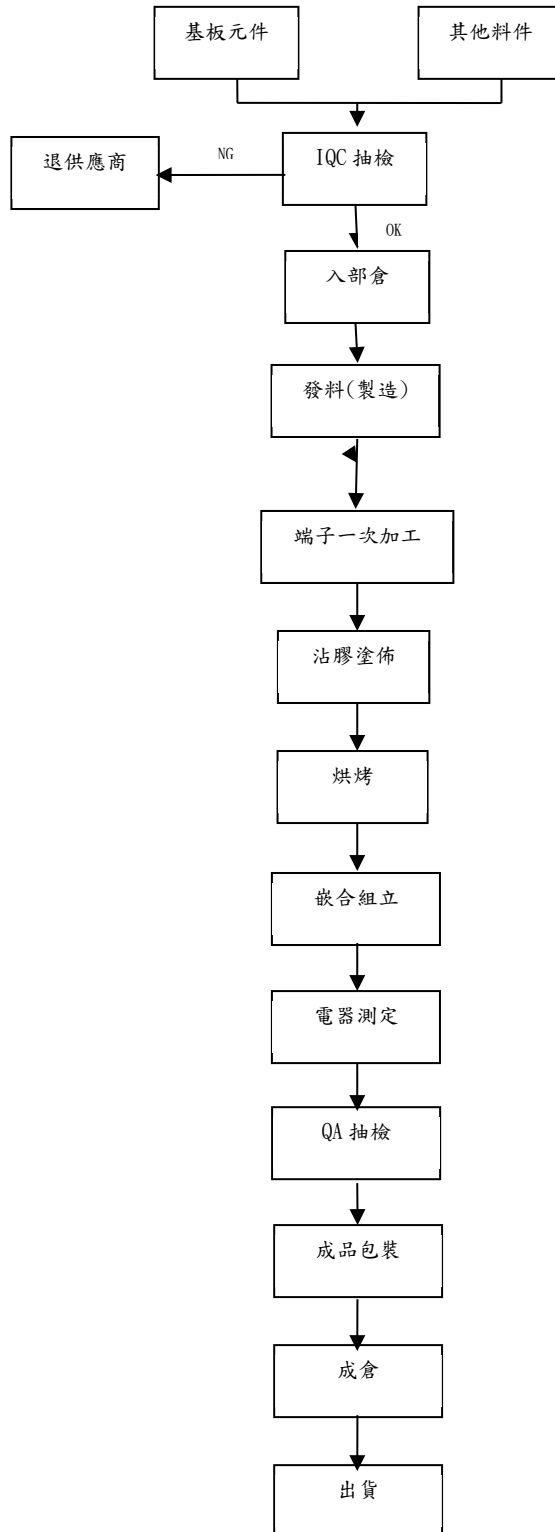 基板元件
其他料件
退供應商
NG
IQC 抽檢
OK
入部倉
發料(製造)
端子一次加工
沾膠塗佈
烘烤
嵌合組立
電器測定
QA 抽檢
成品包裝
成倉
出貨